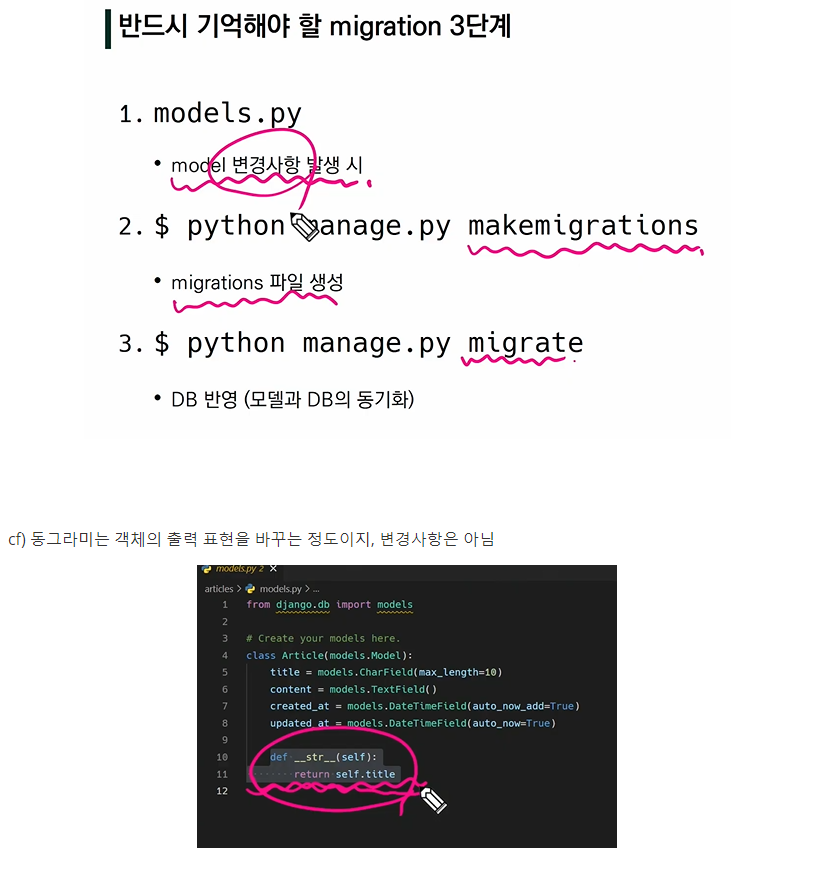 반드시 기억해야 할 migration 3단계
1. models.py
• model 변경사항 발생 시
2. $ python manage.py makemigrations
• migrations 파일 생성
3. $ python manage.py migrate
• DB 반영 (모델과 DB의 동기화)
cf) 동그라미는 객체의 출력 표현을 바꾸는 정도이지, 변경사항은 아님
models.py 2 ✕
articles > models.py > ...
1 from django.db import models
2
3 # Create your models here.
4 class Article(models.Model):
5 title = models.CharField(max_length=10)
6 content = models.TextField()
7 created_at = models.DateTimeField(auto_now_add=True)
8 updated_at = models.DateTimeField(auto_now=True)
9
10 def __str__(self):
11 return self.title
12